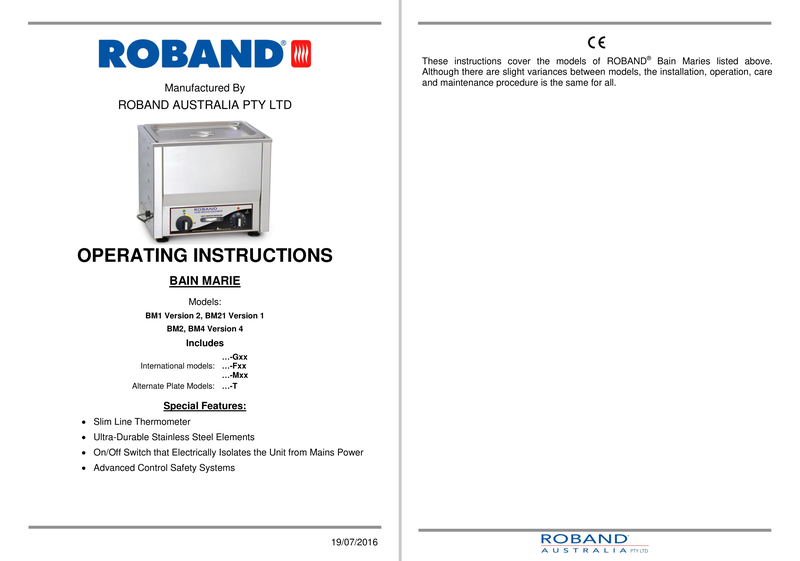 ROBAND®
Manufactured By
ROBAND AUSTRALIA PTY LTD
ROBAND
OPERATING INSTRUCTIONS
BAIN MARIE
Models:
BM1 Version 2, BM21 Version 1
BM2, BM4 Version 4
Includes
…-Gxx
International models: …-Fxx
…-Mxx
Alternate Plate Models: …-T
Special Features:
• Slim Line Thermometer
• Ultra-Durable Stainless Steel Elements
• On/Off Switch that Electrically Isolates the Unit from Mains Power
• Advanced Control Safety Systems
19/07/2016
CE
These instructions cover the models of ROBAND® Bain Maries listed above.
Although there are slight variances between models, the installation, operation, care
and maintenance procedure is the same for all.
ROBAND
AUSTRALIA PTY LTD